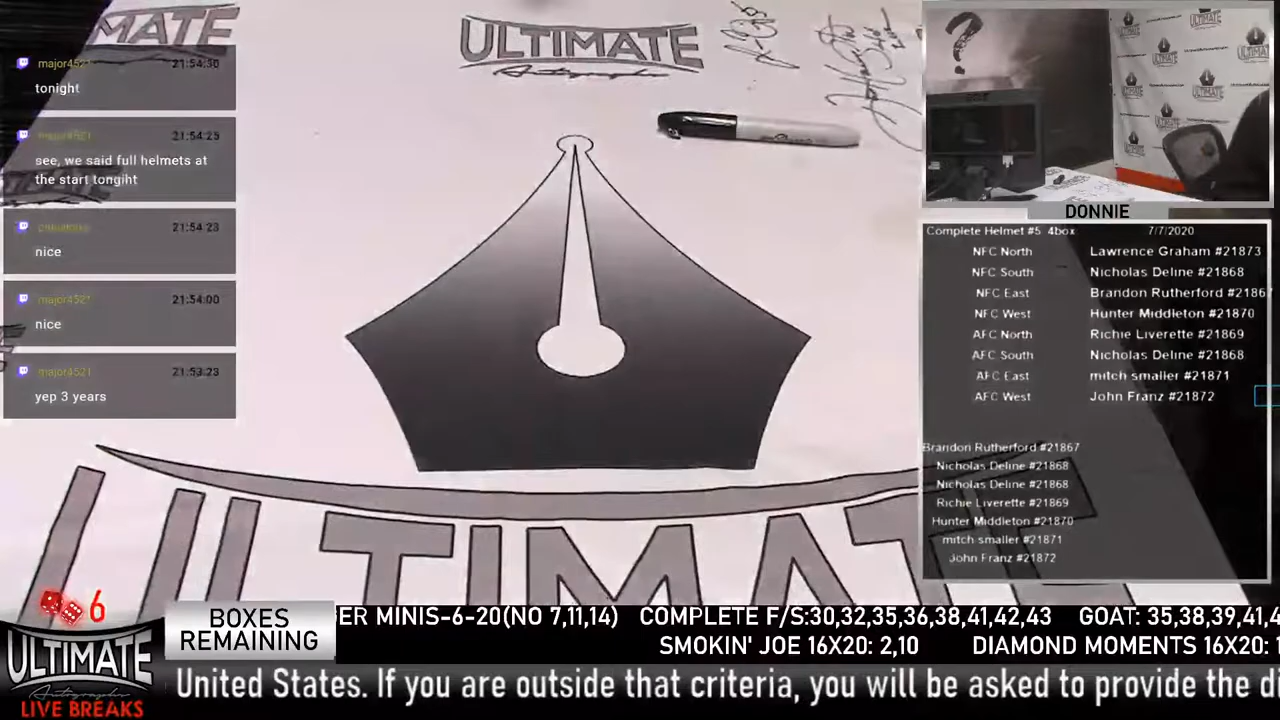 MATE
ULTIMATE
Autographs
major4521 21:54:30
tonight
major4521 21:54:25
see, we said full helmets at
the start tongiht
21:54:23
nice
major4521 21:54:00
nice
major4521 21:53:23
yep 3 years
?
DONNIE
Complete Helmet #5 4box 7/7/2020
NFC North Lawrence Graham #21873
NFC South Nicholas Deline #21868
NFC East Brandon Rutherford #2186
NFC West Hunter Middleton #21870
AFC North Richie Liverette #21869
AFC South Nicholas Deline #21868
AFC East mitch smaller #21871
AFC West John Franz #21872
Brandon Rutherford #21867
Nicholas Deline #21868
Nicholas Deline #21868
Richie Liverette #21869
Hunter Middleton #21870
mitch smaller #21871
John Franz #21872
ULTIMATE
6
BOXES
REMAINING
ER MINIS-6-20(NO 7,11,14) COMPLETE F/S:30,32,35,36,38,41,42,43 GOAT: 35,38,39,41,4
SMOKIN' JOE 16X20: 2,10 DIAMOND MOMENTS 16X20: 1
ULTIMATE
Autographs
LIVE BREAKS
United States. If you are outside that criteria, you will be asked to provide the di